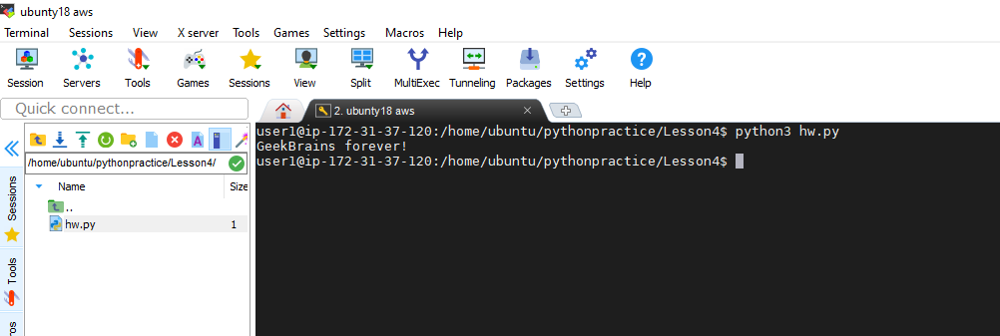 ubunty18 aws
Terminal Sessions View X server Tools Games Settings Macros Help
Session Servers Tools Games Sessions View Split MultiExec Tunneling Packages Settings Help
Quick connect...
2. ubunty18 aws
/home/ubuntu/pythonpractice/Lesson4/
Name Size
..
hw.py 1
Sessions
Tools
user1@ip-172-31-37-120:/home/ubuntu/pythonpractice/Lesson4$ python3 hw.py
GeekBrains forever!
user1@ip-172-31-37-120:/home/ubuntu/pythonpractice/Lesson4$